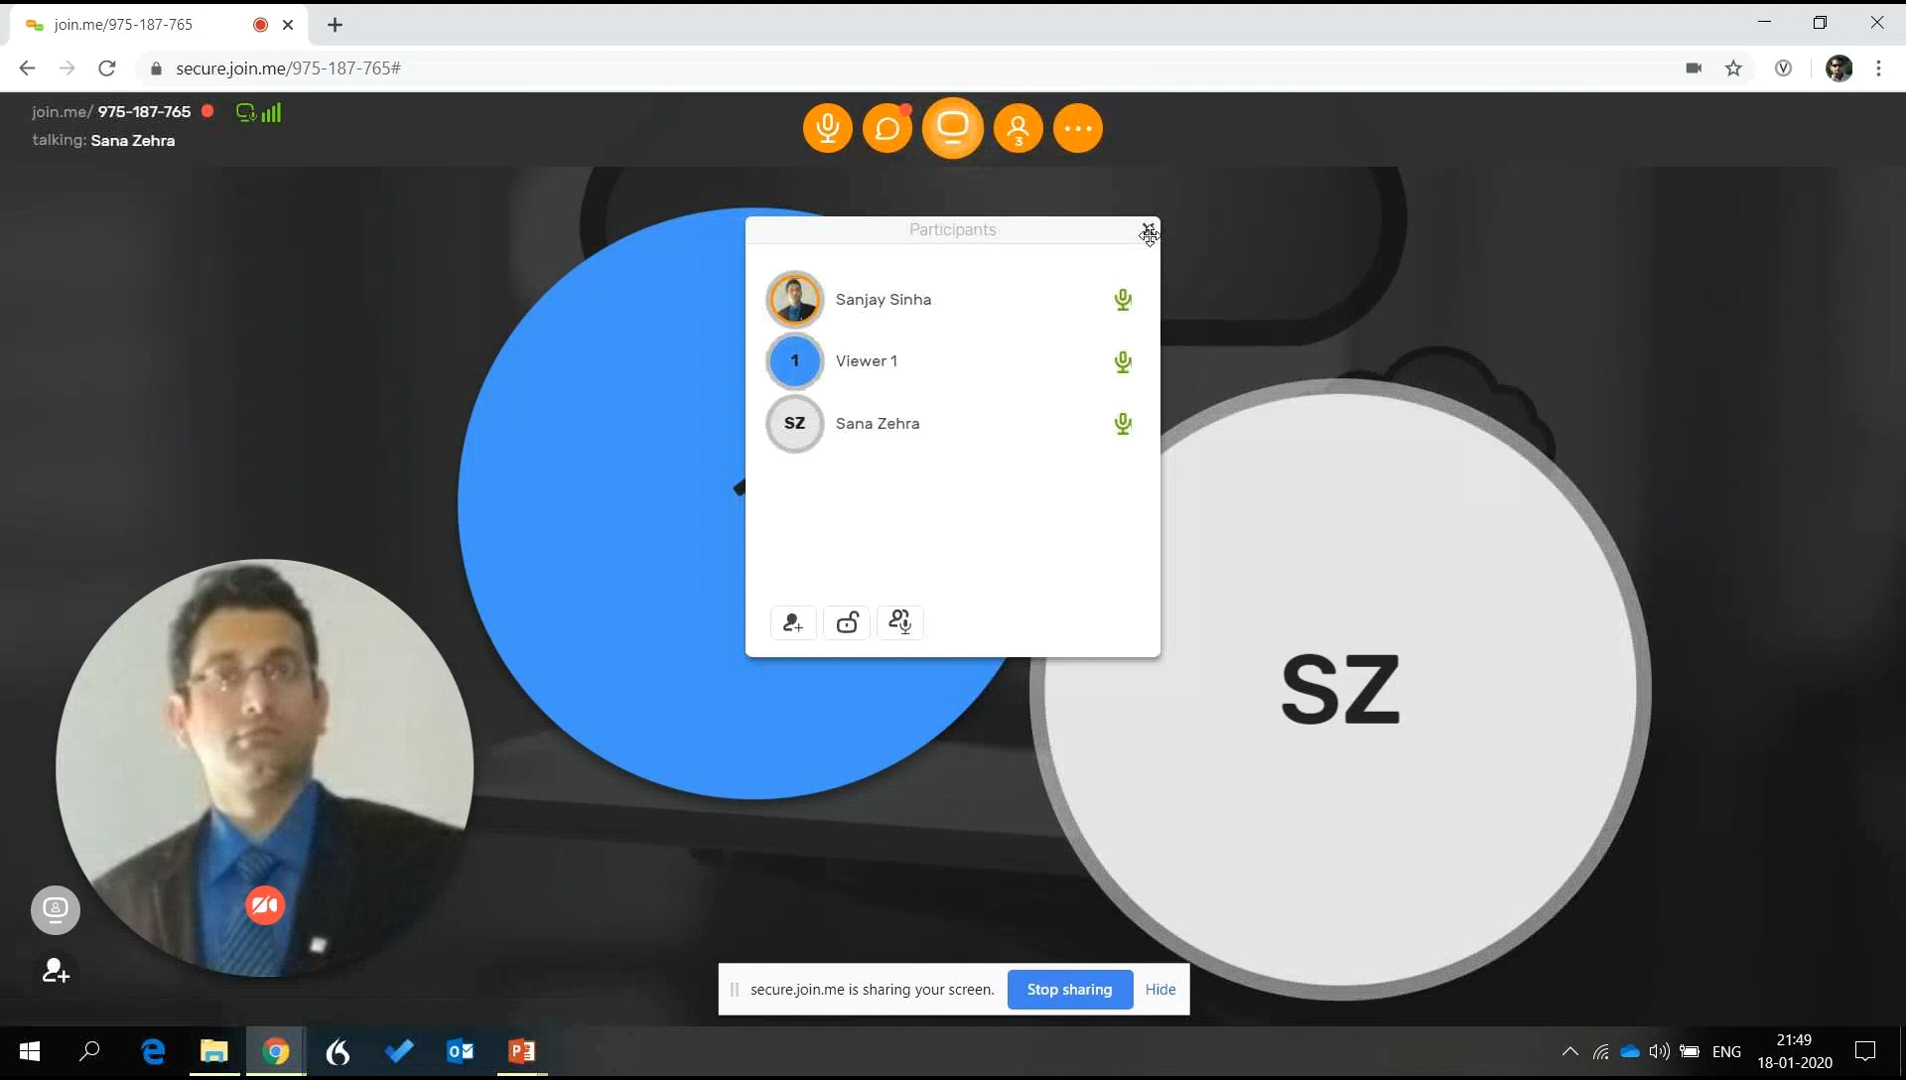 join.me/975-187-765
secure.join.me/975-187-765#
join.me/ 975-187-765
talking: Sana Zehra
3
Participants
Sanjay Sinha
1
Viewer 1
SZ
Sana Zehra
SZ
secure.join.me is sharing your screen.
Stop sharing
Hide
ENG
21:49
18-01-2020